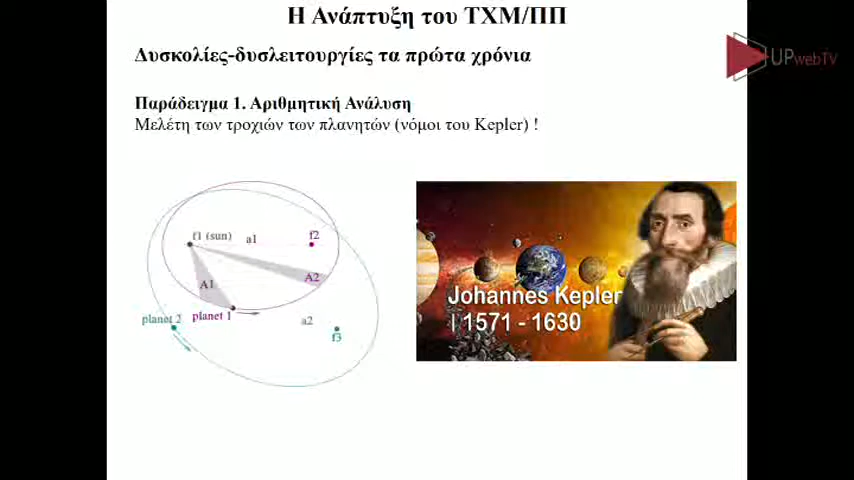 Η Ανάπτυξη του ΤΧΜ/ΠΠ
UPwebTV
Δυσκολίες-δυσλειτουργίες τα πρώτα χρόνια
Παράδειγμα 1. Αριθμητική Ανάλυση
Μελέτη των τροχιών των πλανητών (νόμοι του Kepler) !
f1 (sun)
a1
f2
A1
A2
planet 1
planet 2
a2
f3
Johannes Kepler
| 1571 - 1630